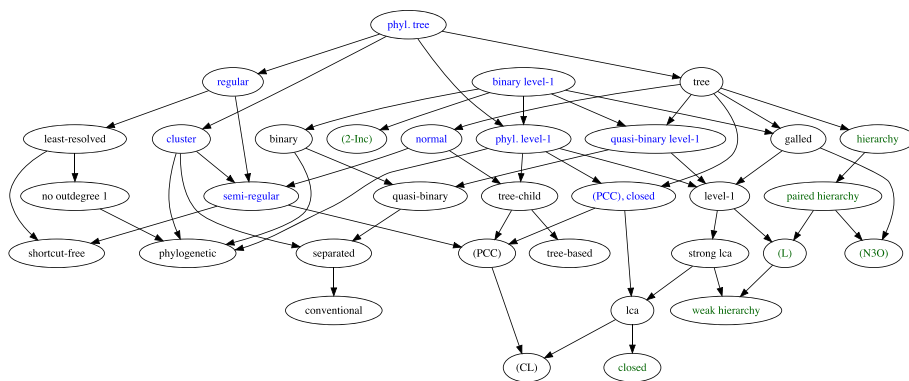 phyl. tree
regular
binary level-1
tree
least-resolved
cluster
binary
(2-Inc)
normal
phyl. level-1
quasi-binary level-1
galled
hierarchy
no outdegree 1
semi-regular
quasi-binary
tree-child
(PCC), closed
level-1
paired hierarchy
shortcut-free
phylogenetic
separated
(PCC)
tree-based
strong lca
(L)
(N3O)
conventional
lca
weak hierarchy
(CL)
closed